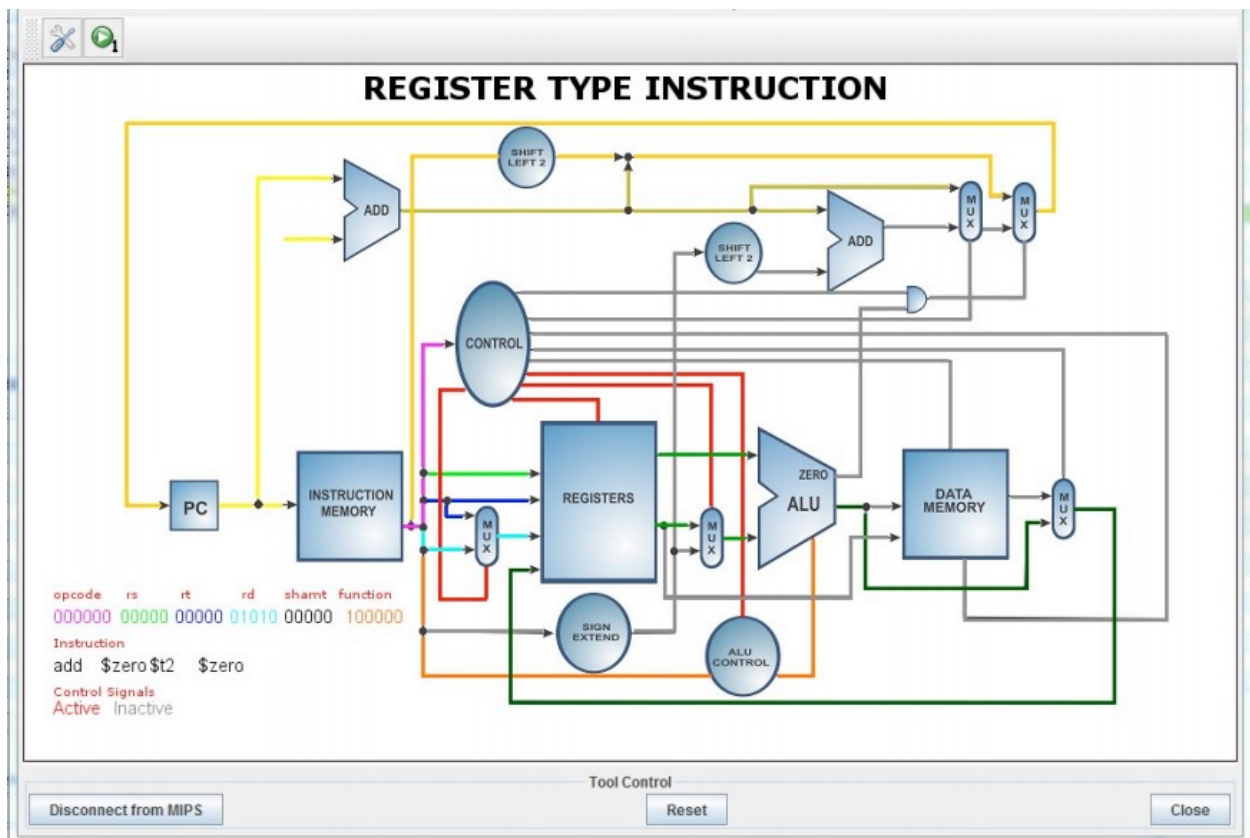 1
REGISTER TYPE INSTRUCTION
SHIFT
LEFT 2
ADD
MUX
MUX
SHIFT
LEFT 2
ADD
CONTROL
PC
INSTRUCTION
MEMORY
MUX
REGISTERS
MUX
ZERO
ALU
DATA
MEMORY
MUX
opcode rs rt rd shamt function
000000 00000 00000 01010 00000 100000
Instruction
add $zero $t2 $zero
Control Signals
Active Inactive
SIGN
EXTEND
ALU
CONTROL
Tool Control
Disconnect from MIPS
Reset
Close